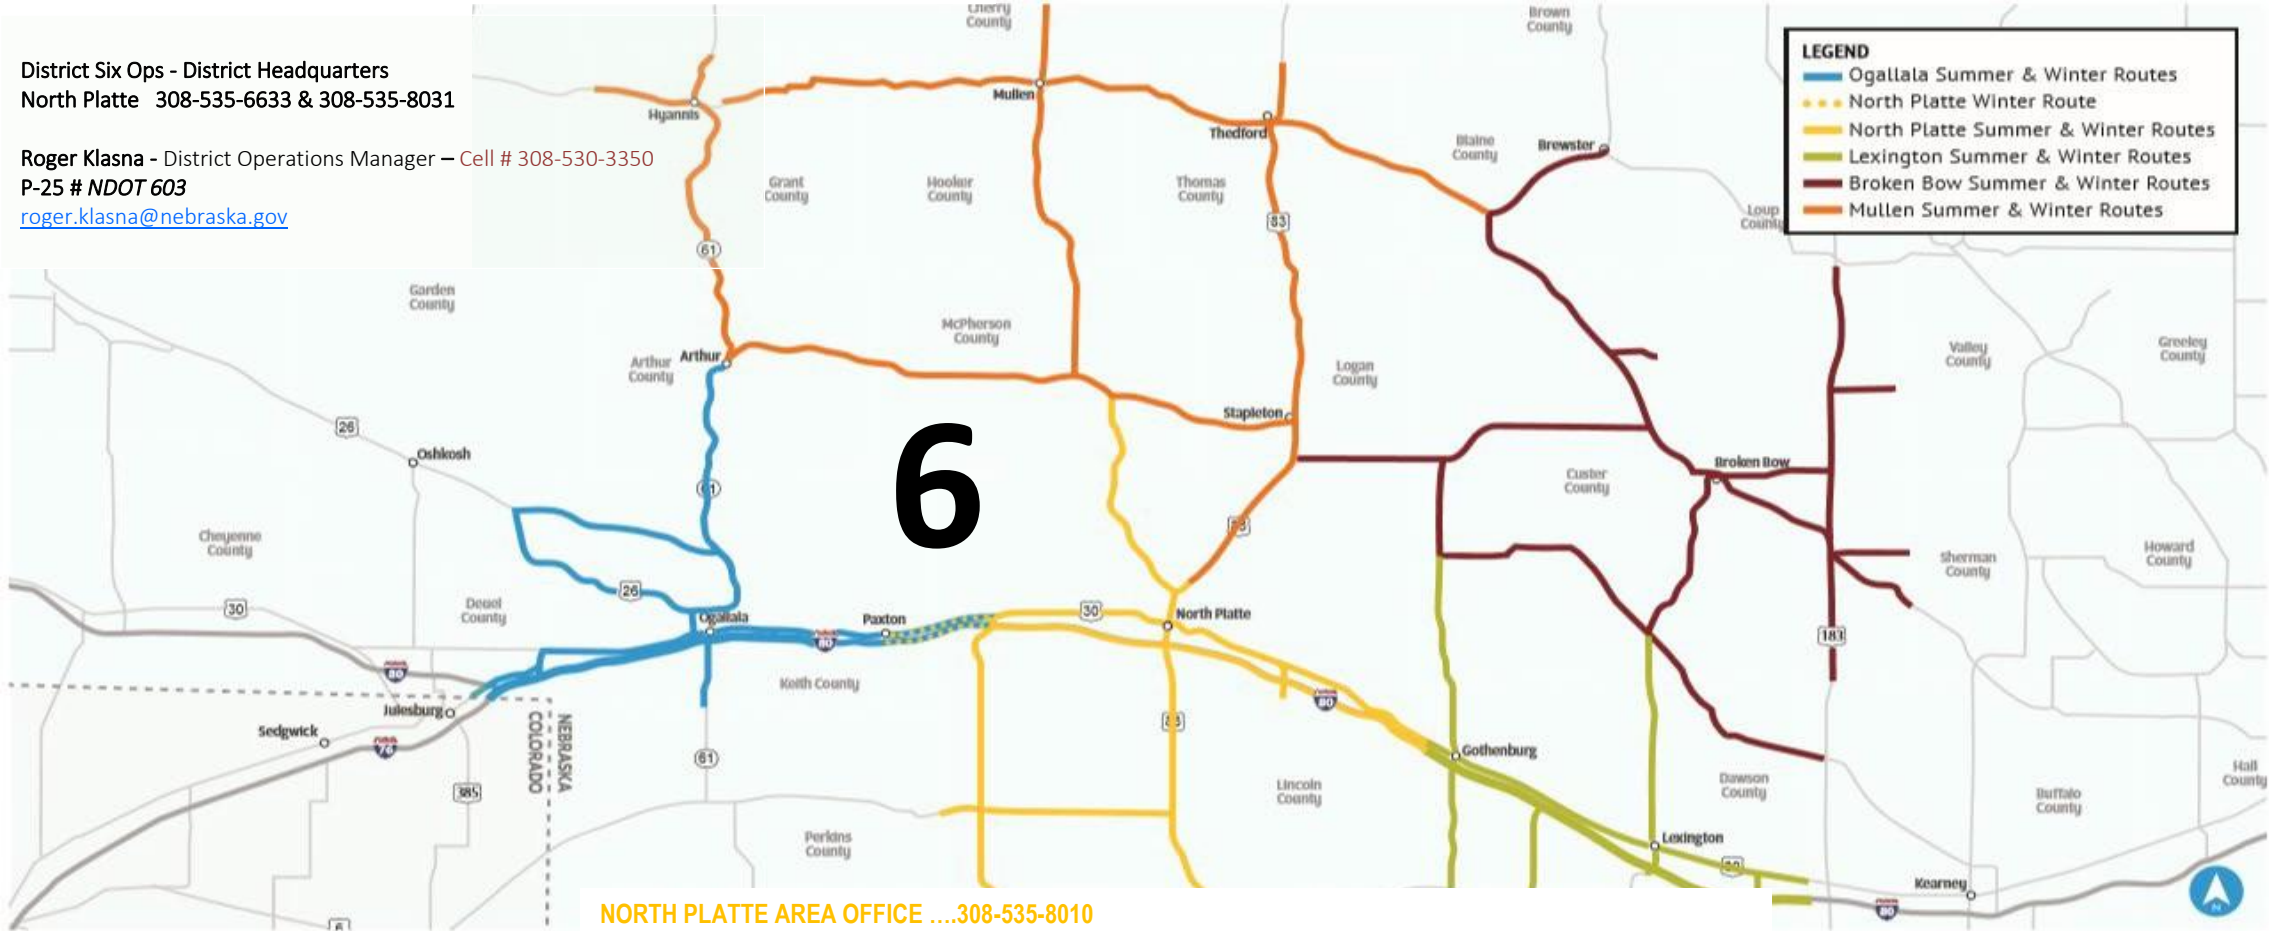 District Six Ops - District Headquarters
North Platte 308-535-6633 & 308-535-8031
Roger Klasna - District Operations Manager – Cell # 308-530-3350
P-25 # NDOT 603
roger.klasna@nebraska.gov
LEGEND
Ogallala Summer & Winter Routes
North Platte Winter Route
North Platte Summer & Winter Routes
Lexington Summer & Winter Routes
Broken Bow Summer & Winter Routes
Mullen Summer & Winter Routes
Cherry
County
Brown
County
Mullen
Hyannis
Thedford
Blaine
County
Brewster
Grant
County
Hooker
County
Thomas
County
Loup
County
83
61
Garden
County
McPherson
County
Arthur
County
Arthur
Logan
County
Valley
County
Greeley
County
Stapleton
26
Oshkosh
6
Broken Bow
Custer
County
61
83
Cheyenne
County
Sherman
County
Howard
County
26
30
Deuel
County
Ogallala
Paxton
30
North Platte
80
183
80
Keith County
80
Julesburg
Sedgwick
76
NEBRASKA
COLORADO
83
61
Gothenburg
385
Lincoln
County
Dawson
County
Buffalo
County
Hall
County
Perkins
County
Lexington
30
Kearney
80
6
N
NORTH PLATTE AREA OFFICE ….308-535-8010